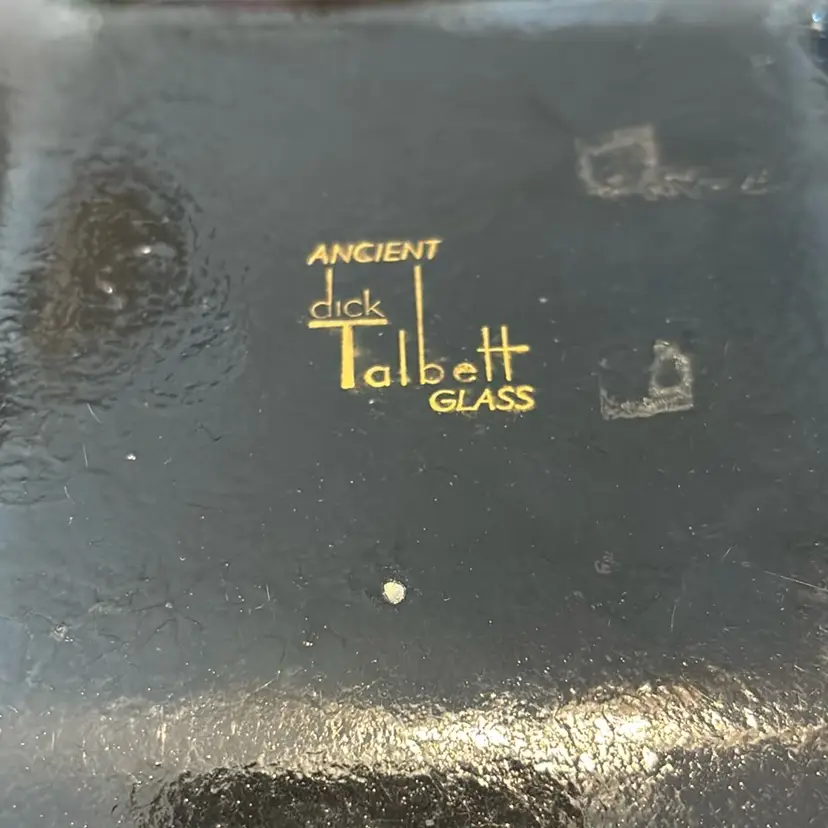 ANCIENT
dick
Talbett
GLASS